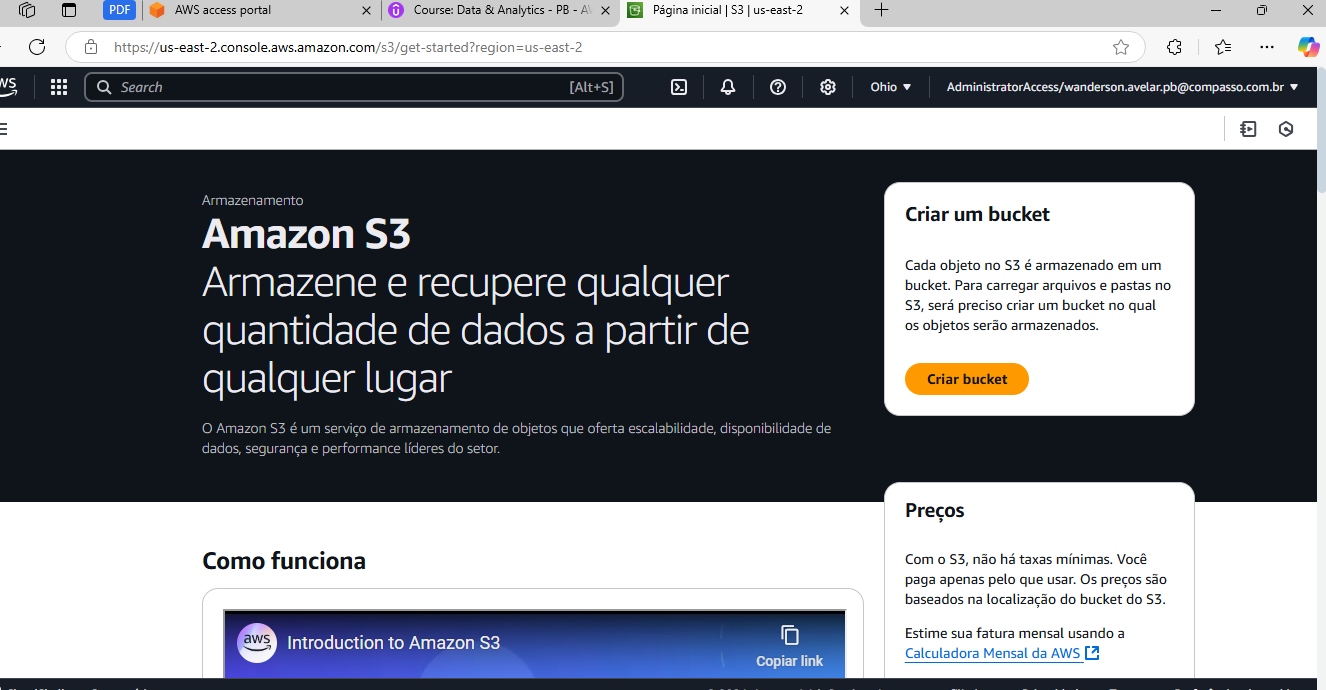 PDF
AWS access portal
Course: Data & Analytics - PB - A
Página inicial | S3 | us-east-2
https://us-east-2.console.aws.amazon.com/s3/get-started?region=us-east-2
Search
[Alt+S]
Ohio
AdministratorAccess/wanderson.avelar.pb@compasso.com.br
Armazenamento
Amazon S3
Armazene e recupere qualquer
quantidade de dados a partir de
qualquer lugar
O Amazon S3 é um serviço de armazenamento de objetos que oferta escalabilidade, disponibilidade de
dados, segurança e performance líderes do setor.
Criar um bucket
Cada objeto no S3 é armazenado em um
bucket. Para carregar arquivos e pastas no
S3, será preciso criar um bucket no qual
os objetos serão armazenados.
Criar bucket
Como funciona
aws
Introduction to Amazon S3
Copiar link
Preços
Com o S3, não há taxas mínimas. Você
paga apenas pelo que usar. Os preços são
baseados na localização do bucket do S3.
Estime sua fatura mensal usando a
Calculadora Mensal da AWS